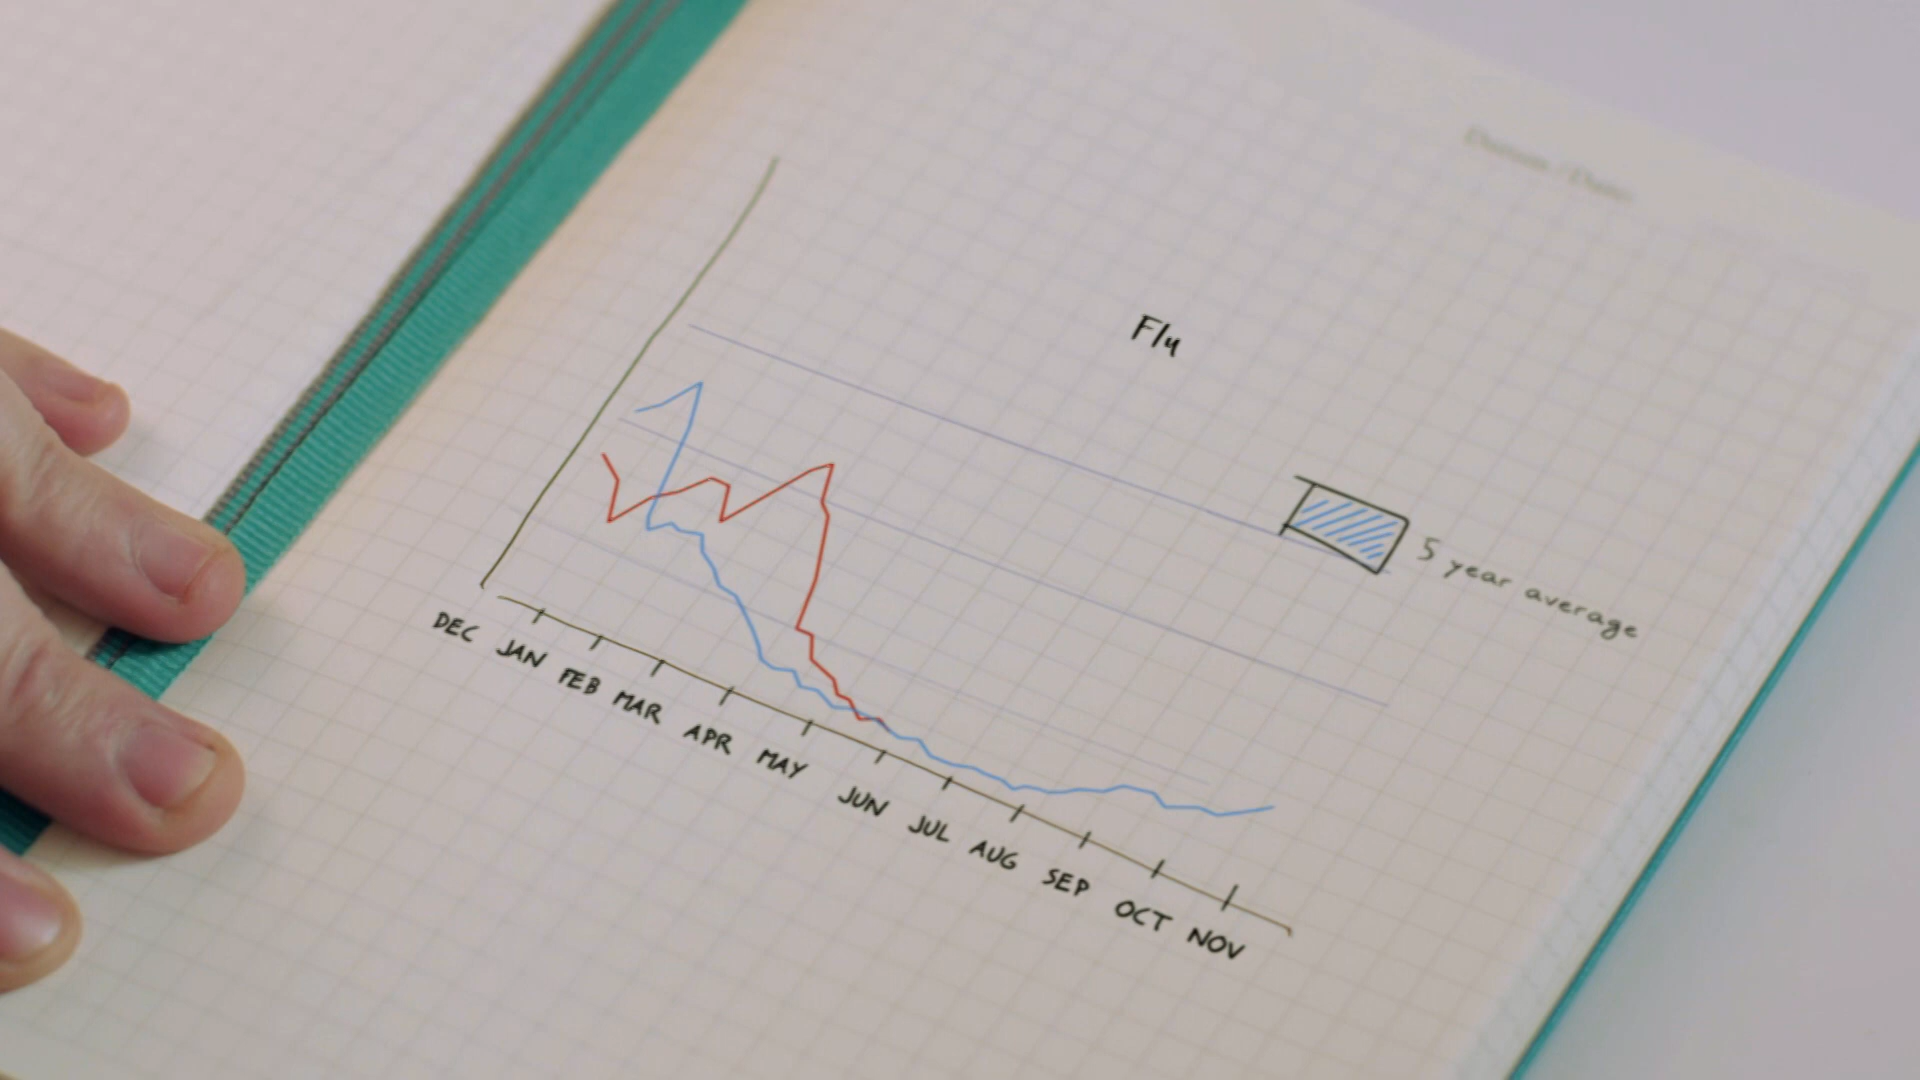 Flu
5 year average
DEC JAN FEB MAR APR MAY JUN JUL AUG SEP OCT NOV